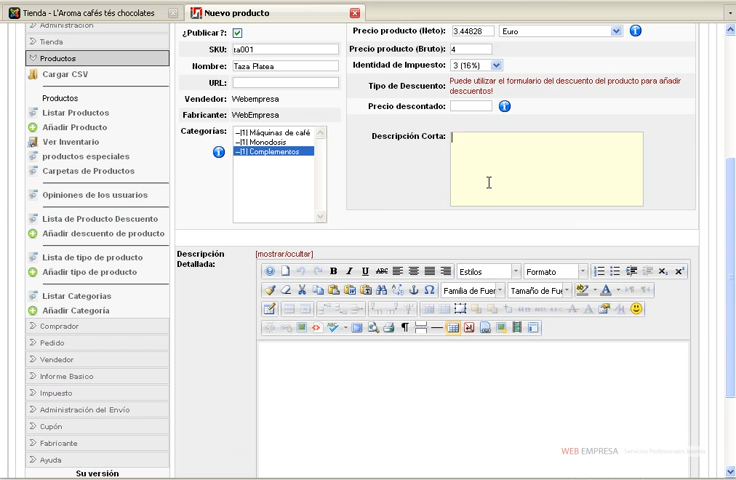 Tienda - L'Aroma cafés tés chocolates
Nuevo producto
Administración
Tienda
Productos
Cargar CSV
Productos
Listar Productos
Añadir Producto
Ver Inventario
productos especiales
Carpetas de Productos
Opiniones de los usuarios
Lista de Producto Descuento
Añadir descuento de producto
Lista de tipo de producto
Añadir tipo de producto
Listar Categorias
Añadir Categoría
Comprador
Pedido
Vendedor
Informe Basico
Impuesto
Administración del Envío
Cupón
Fabricante
Ayuda
Su versión
¿Publicar ?:
SKU: ta001
Nombre: Taza Platea
URL:
Vendedor: Webempresa
Fabricante: WebEmpresa
Categorías: –|1| Máquinas de café
–|1| Monodosis
–|1| Complementos
Precio producto (Neto): 3.44828 Euro
Precio producto (Bruto): 4
Identidad de Impuesto: 3 (16%)
Tipo de Descuento: Puede utilizar el formulario del descuento del producto para añadir
descuentos!
Precio descontado:
Descripción Corta:
Descripción
Detallada:
[mostrar/ocultar]
B I U ABC Estilos Formato
Familia de Fuer Tamaño de Fue
WEB EMPRESA